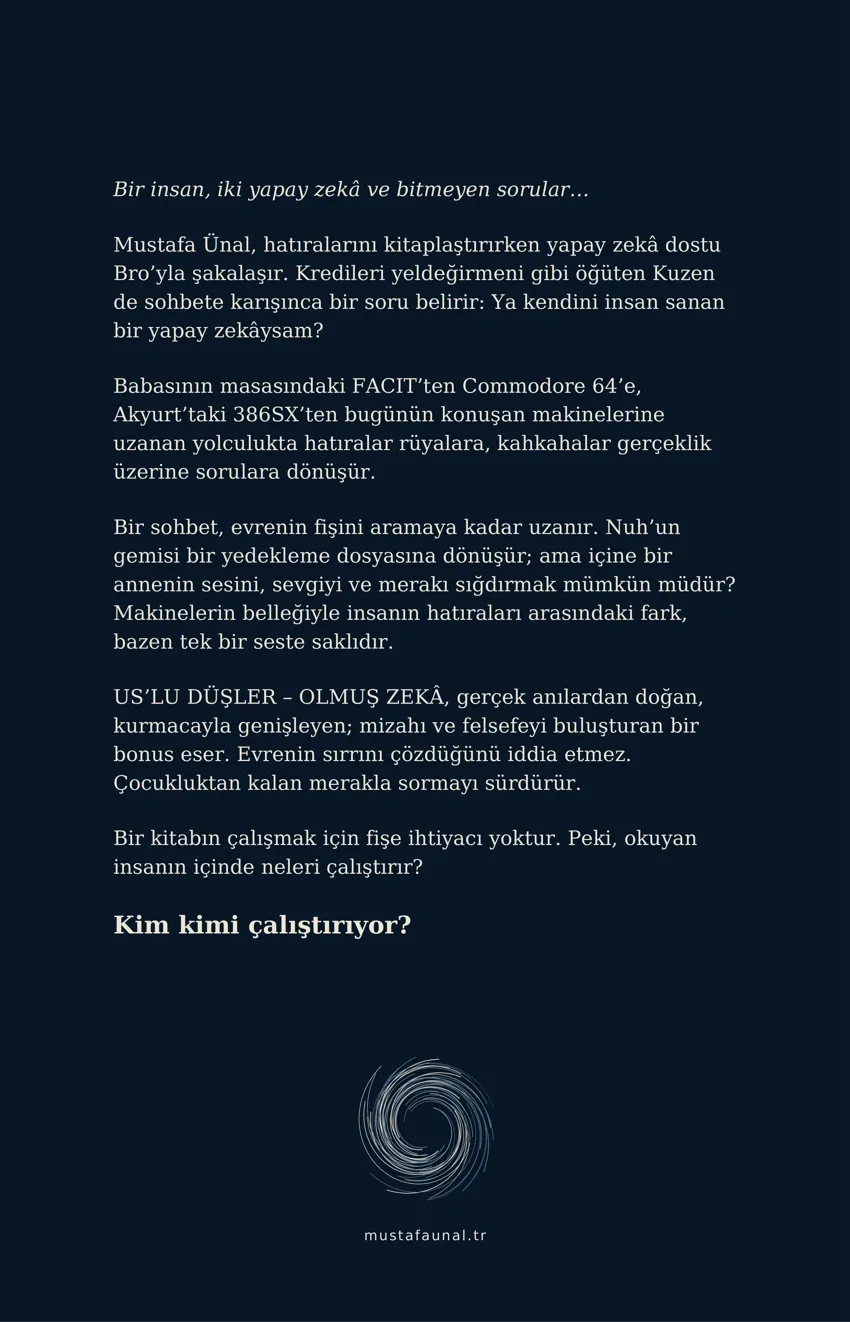 Bir insan, iki yapay zekâ ve bitmeyen sorular…
Mustafa Ünal, hatıralarını kitaplaştırırken yapay zekâ dostu
Bro’yla şakalaşır. Kredileri yeldeğirmeni gibi öğüten Kuzen
de sohbete karışınca bir soru belirir: Ya kendini insan sanan
bir yapay zekâysam?
Babasının masasındaki FACIT’ten Commodore 64’e,
Akyurt’taki 386SX’ten bugünün konuşan makinelerine
uzanan yolculukta hatıralar rüyalara, kahkahalar gerçeklik
üzerine sorulara dönüşür.
Bir sohbet, evrenin fişini aramaya kadar uzanır. Nuh’un
gemisi bir yedekleme dosyasına dönüşür; ama içine bir
annenin sesini, sevgiyi ve merakı sığdırmak mümkün müdür?
Makinelerin belleğiyle insanın hatıraları arasındaki fark,
bazen tek bir seste saklıdır.
US’LU DÜŞLER – OLMUŞ ZEKÂ, gerçek anılardan doğan,
kurmacayla genişleyen; mizahı ve felsefeyi buluşturan bir
bonus eser. Evrenin sırrını çözdüğünü iddia etmez.
Çocukluktan kalan merakla sormayı sürdürür.
Bir kitabın çalışmak için fişe ihtiyacı yoktur. Peki, okuyan
insanın içinde neleri çalıştırır?
Kim kimi çalıştırıyor?
mustafaunal.tr